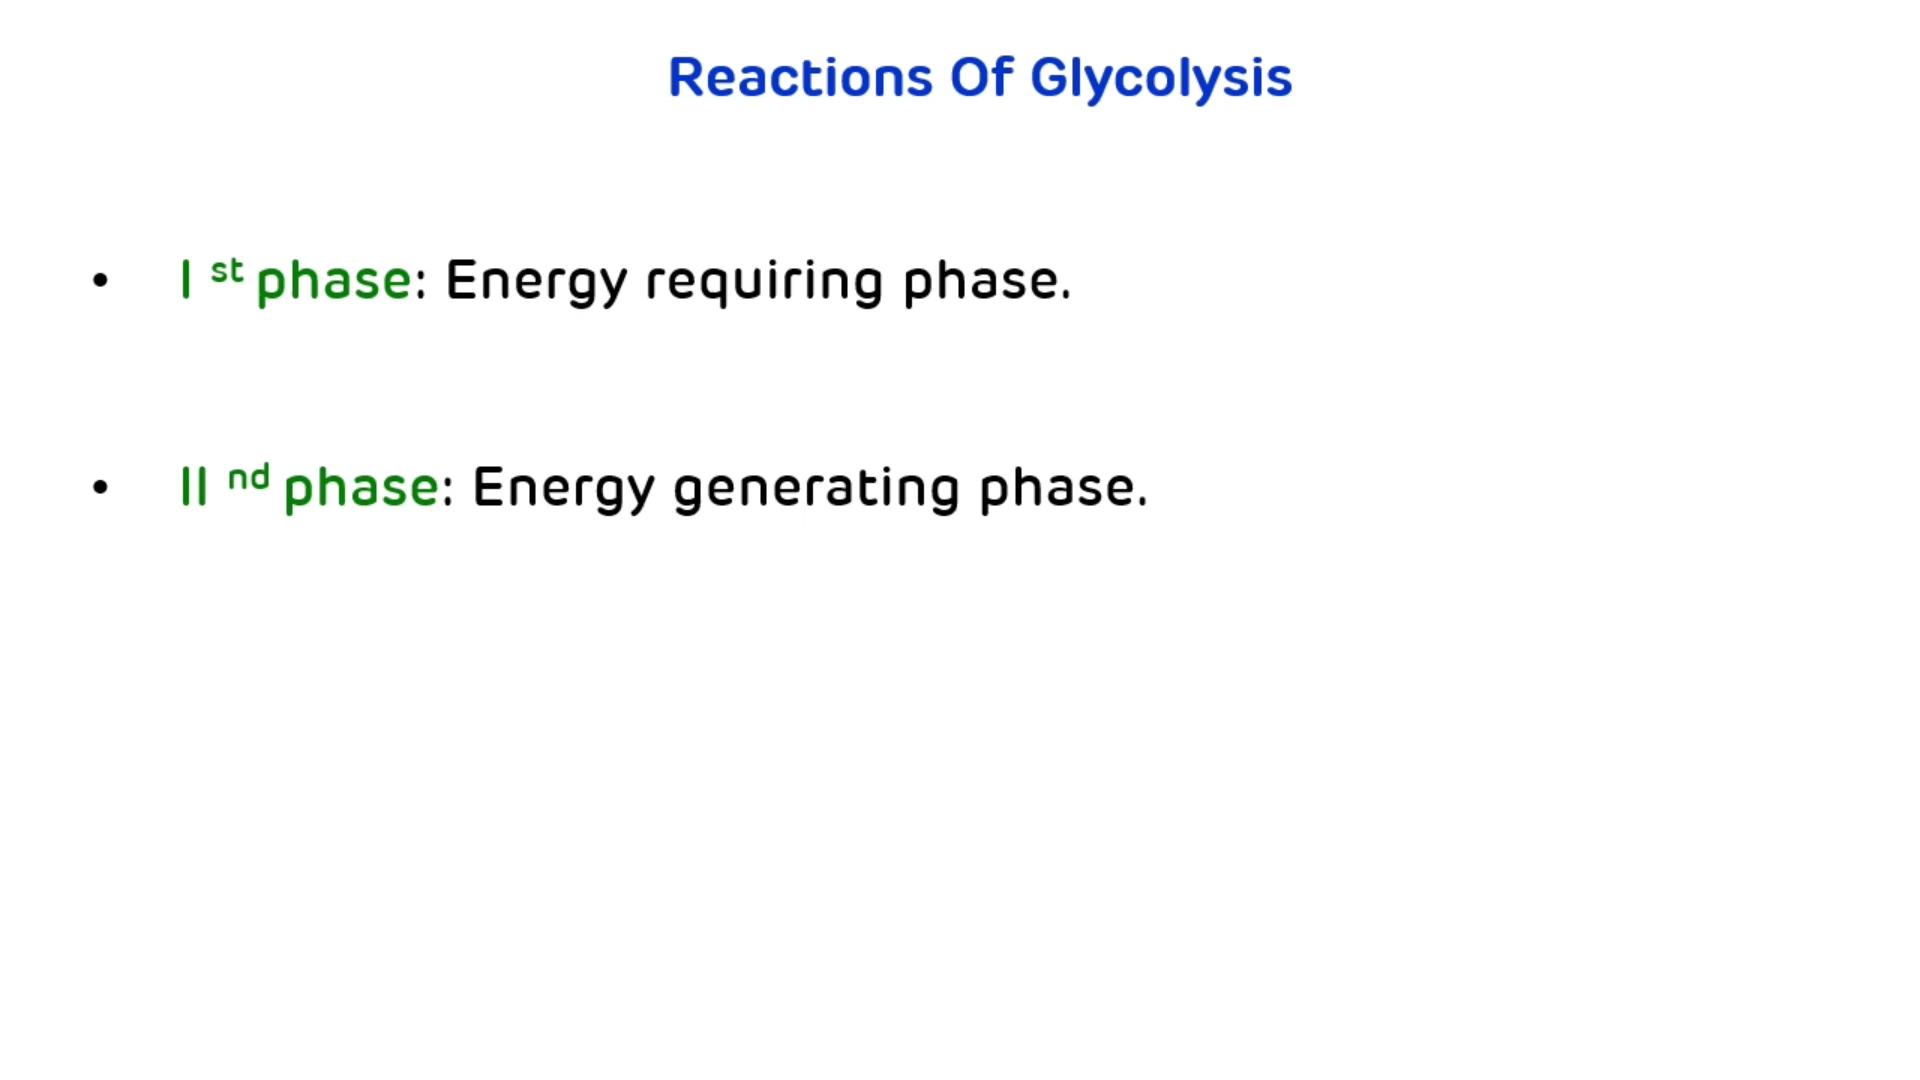 Reactions Of Glycolysis
• I st phase: Energy requiring phase.
• II nd phase: Energy generating phase.